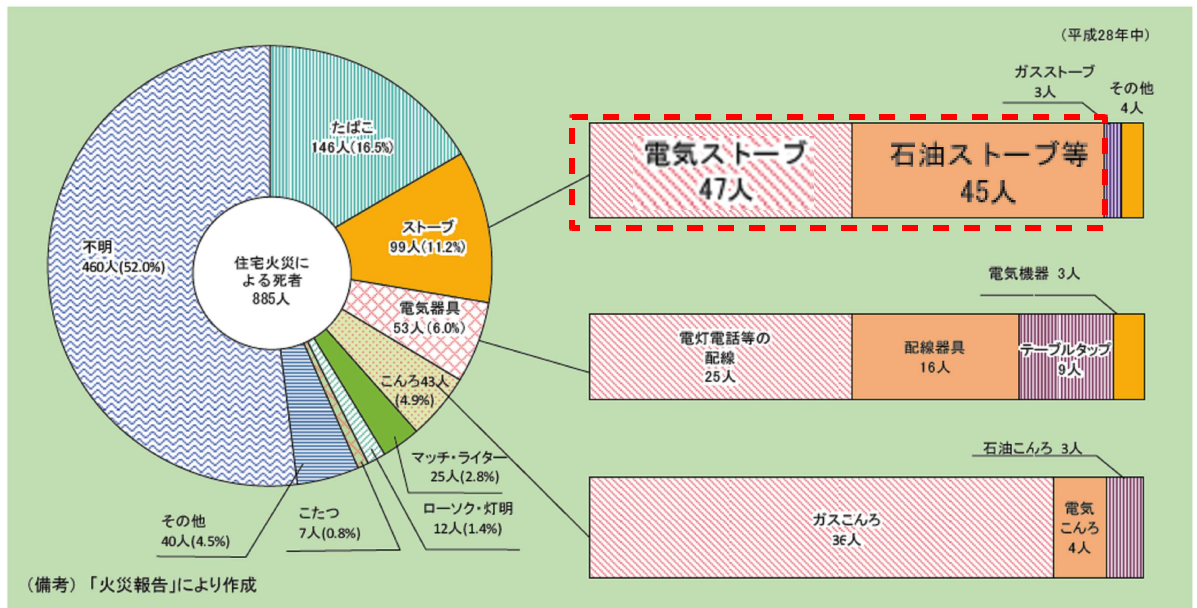 （平成28年中）
たばこ
146人(16.5%)
ストーブ
99人(11.2%)
電気器具
53人(6.0%)
こんろ43人
(4.9%)
マッチ・ライター
25人(2.8%)
ローソク・灯明
12人(1.4%)
こたつ
7人(0.8%)
その他
40人(4.5%)
不明
460人(52.0%)
住宅火災に
よる死者
885人
ガスストーブ
3人
その他
4人
電気ストーブ
47人
石油ストーブ等
45人
電気機器 3人
電灯電話等の
配線
25人
配線器具
16人
テーブルタップ
9人
石油こんろ 3人
ガスこんろ
36人
電気
こんろ
4人
（備考）「火災報告」により作成